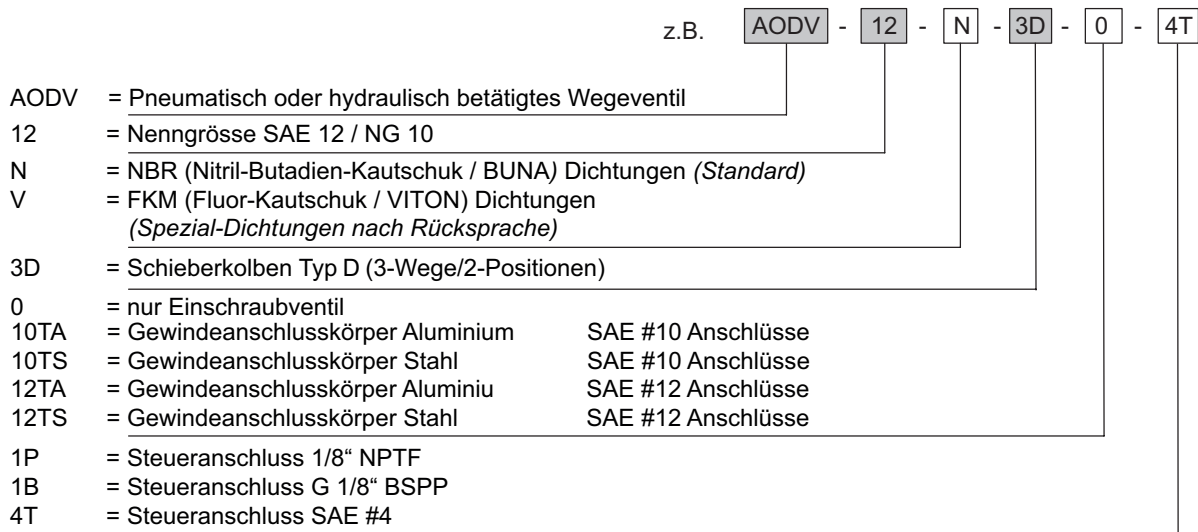 z.B. AODV - 12 - N - 3D - 0 - 4T
AODV = Pneumatisch oder hydraulisch betätigtes Wegeventil
12 = Nenngrösse SAE 12 / NG 10
N = NBR (Nitril-Butadien-Kautschuk / BUNA) Dichtungen (Standard)
V = FKM (Fluor-Kautschuk / VITON) Dichtungen
(Spezial-Dichtungen nach Rücksprache)
3D = Schieberkolben Typ D (3-Wege/2-Positionen)
0 = nur Einschraubventil
10TA = Gewindeanschlusskörper Aluminium SAE #10 Anschlüsse
10TS = Gewindeanschlusskörper Stahl SAE #10 Anschlüsse
12TA = Gewindeanschlusskörper Aluminiu SAE #12 Anschlüsse
12TS = Gewindeanschlusskörper Stahl SAE #12 Anschlüsse
1P = Steueranschluss 1/8“ NPTF
1B = Steueranschluss G 1/8“ BSPP
4T = Steueranschluss SAE #4